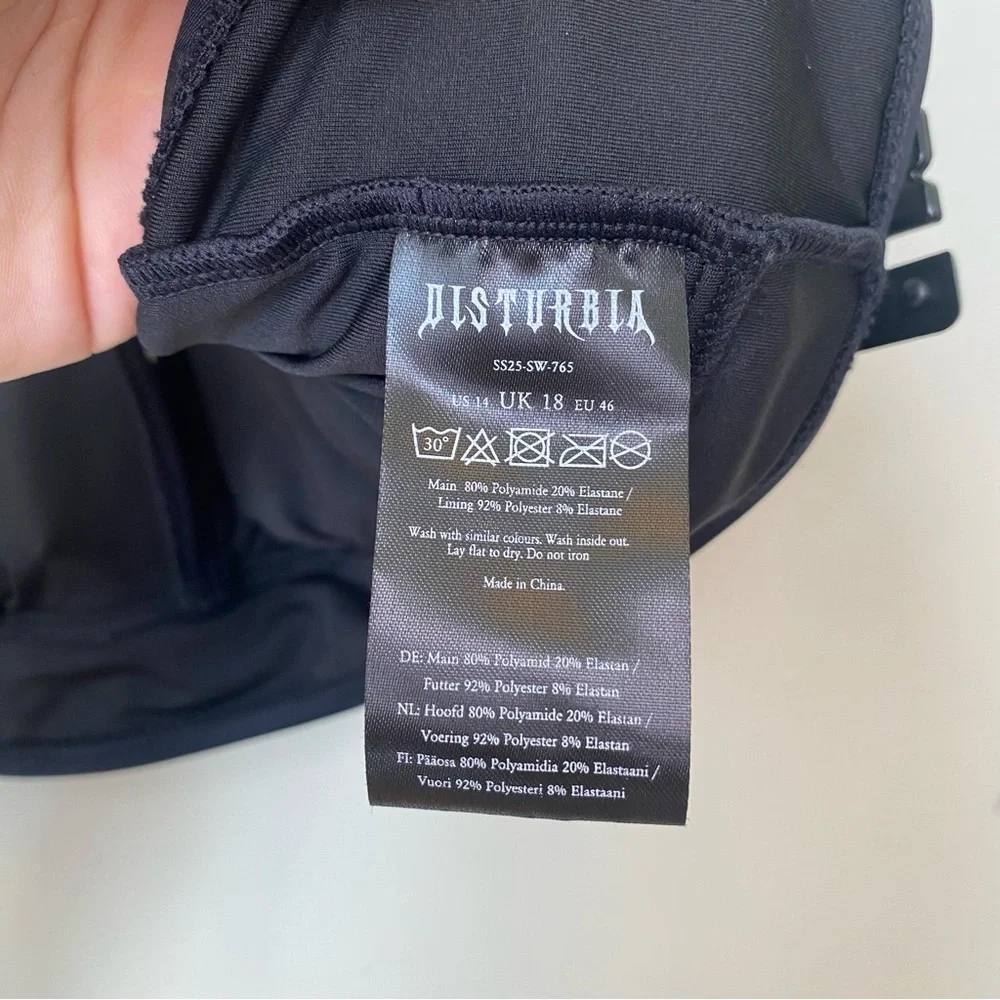 DISTURBIA
SS25-SW-765
US 14 UK 18 EU 46
30°
Main 80% Polyamide 20% Elastane /
Lining 92% Polyester 8% Elastane
Wash with similar colours. Wash inside out.
Lay flat to dry. Do not iron
Made in China.
DE: Main 80% Polyamid 20% Elastan /
Futter 92% Polyester 8% Elastan
NL: Hoofd 80% Polyamide 20% Elastan /
Voering 92% Polyester 8% Elastan
FI: Pääosa 80% Polyamidia 20% Elastaani /
Vuori 92% Polyesteri 8% Elastaani